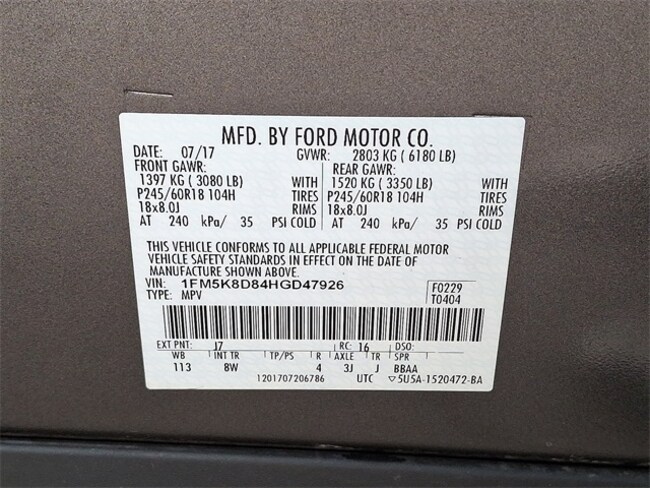 MFD. BY FORD MOTOR CO.
DATE: 07/17 GVWR: 2803 KG ( 6180 LB)
FRONT GAWR: REAR GAWR:
1397 KG ( 3080 LB) WITH 1520 KG ( 3350 LB) WITH
P245/60R18 104H TIRES P245/60R18 104H TIRES
18x8.0J RIMS 18x8.0J RIMS
AT 240 kPa/ 35 PSI COLD AT 240 kPa/ 35 PSI COLD
THIS VEHICLE CONFORMS TO ALL APPLICABLE FEDERAL MOTOR
VEHICLE SAFETY STANDARDS IN EFFECT ON THE DATE OF
MANUFACTURE SHOWN ABOVE.
VIN: 1FM5K8D84HGD47926 F0229
TYPE: MPV T0404
EXT PNT: J7 RC: 16 DSO:
WB INT TR TP/PS R AXLE TR SPR
113 8W 4 3J J BBAA
1201707206786 UTC ▽5U5A-1520472-BA